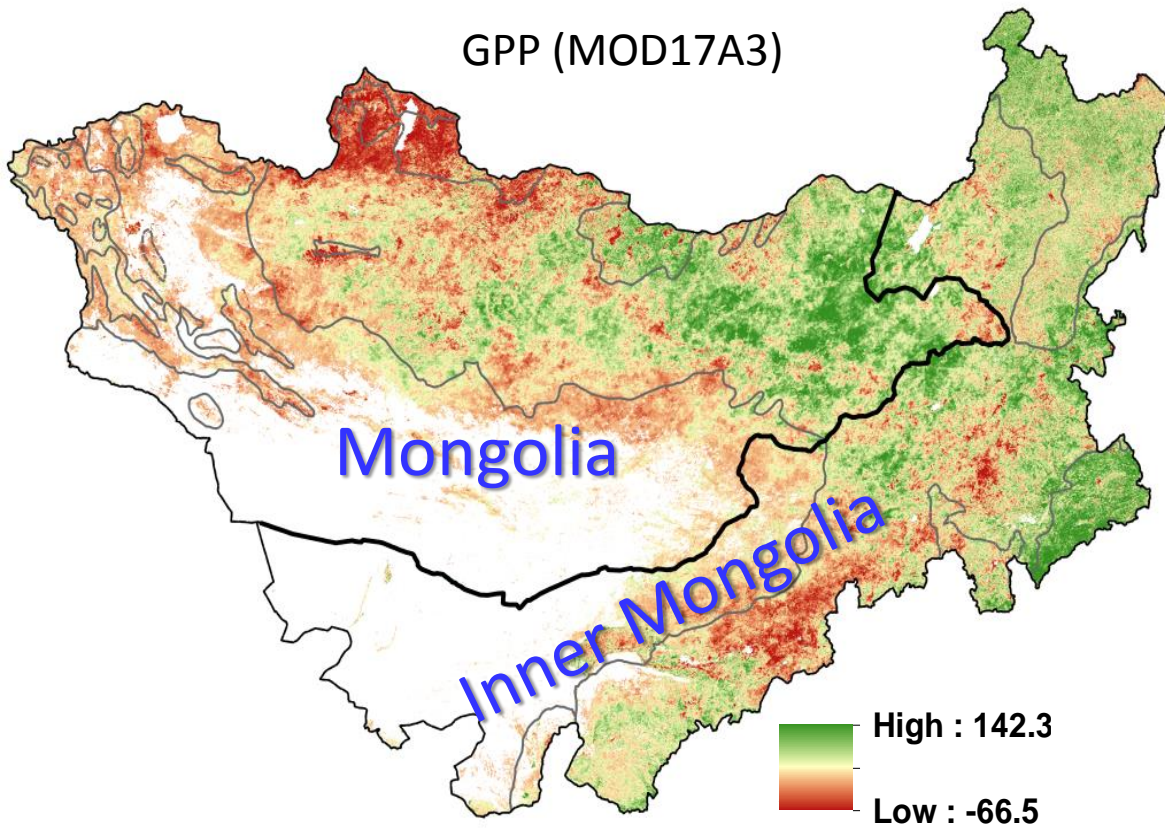 GPP (MOD17A3)
Mongolia
Inner Mongolia
High : 142.3
Low : -66.5